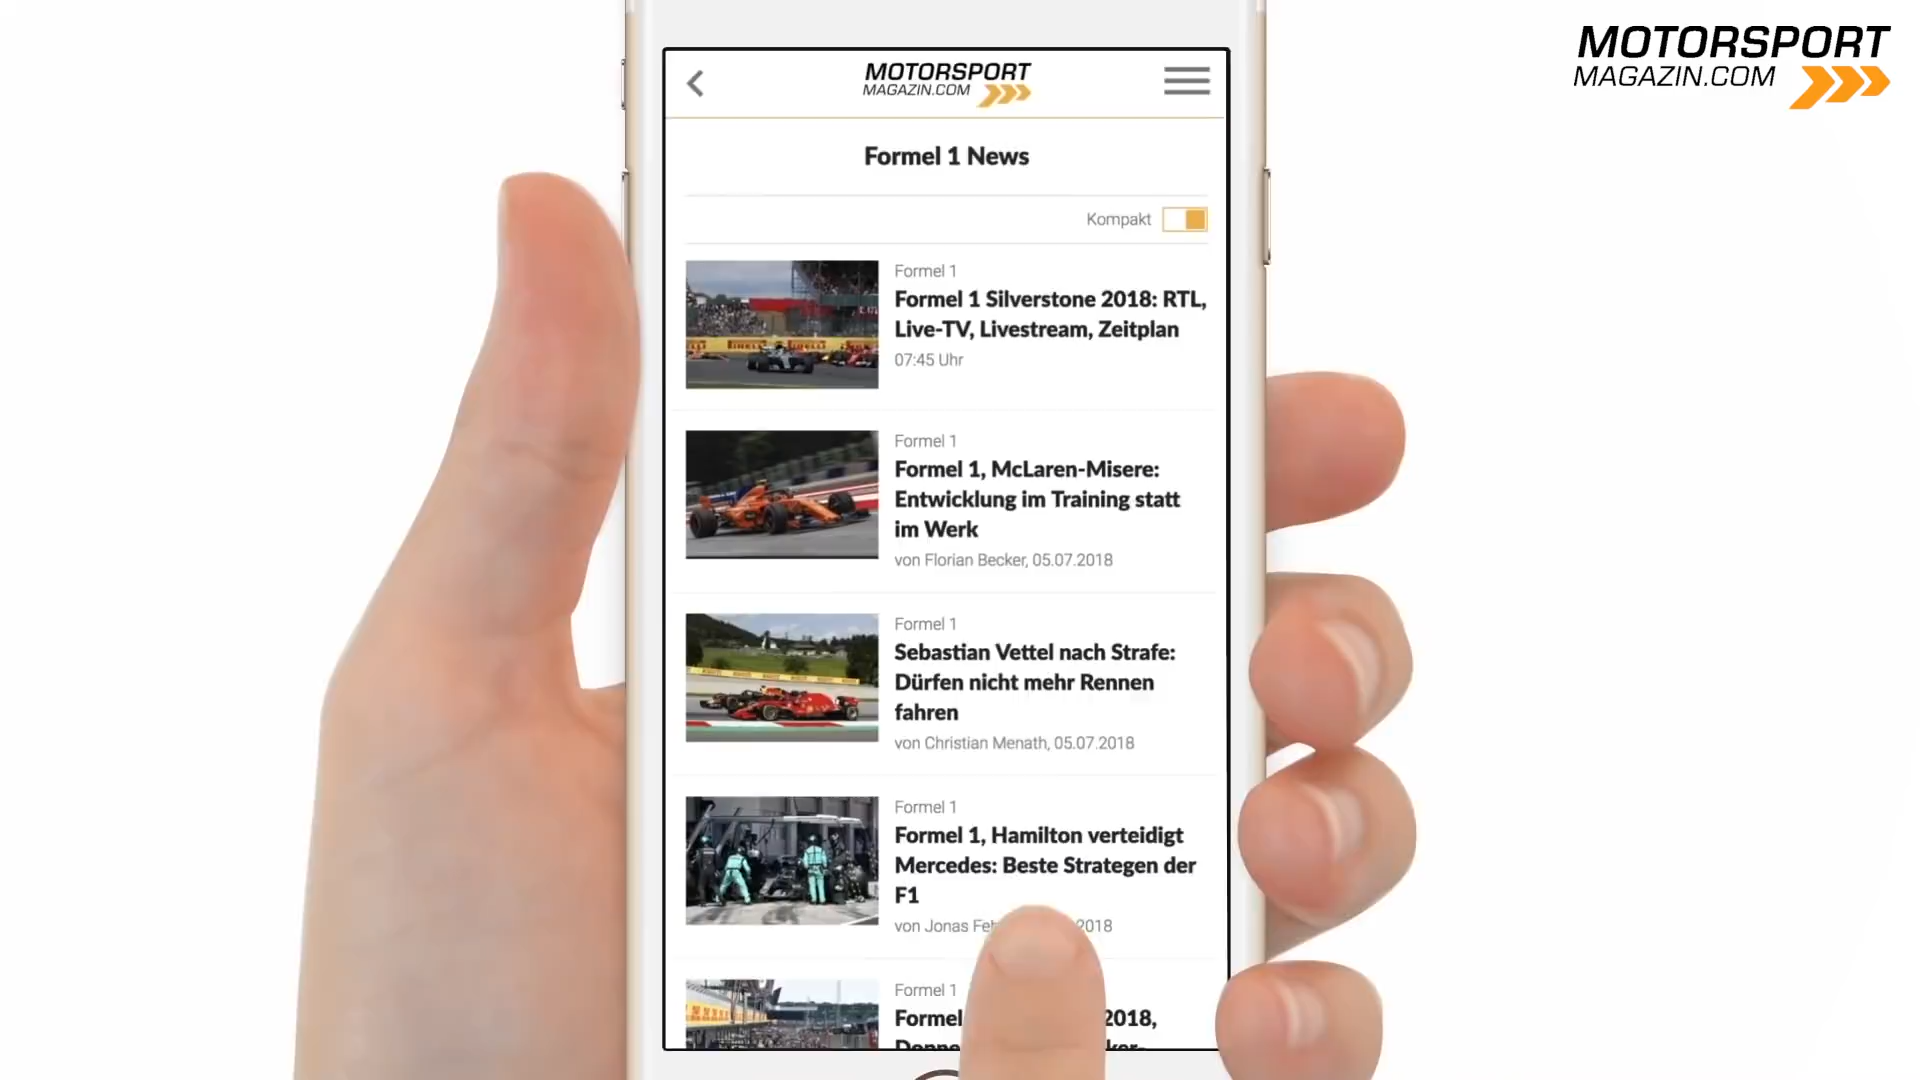 MOTORSPORT
MAGAZIN.COM
MOTORSPORT
MAGAZIN.COM
Formel 1 News
Kompakt
Formel 1
Formel 1 Silverstone 2018: RTL,
Live-TV, Livestream, Zeitplan
07:45 Uhr
Formel 1
Formel 1, McLaren-Misere:
Entwicklung im Training statt
im Werk
von Florian Becker, 05.07.2018
Formel 1
Sebastian Vettel nach Strafe:
Dürfen nicht mehr Rennen
fahren
von Christian Menath, 05.07.2018
Formel 1
Formel 1, Hamilton verteidigt
Mercedes: Beste Strategen der
F1
von Jonas 2018
Formel 1
Formel 2018,